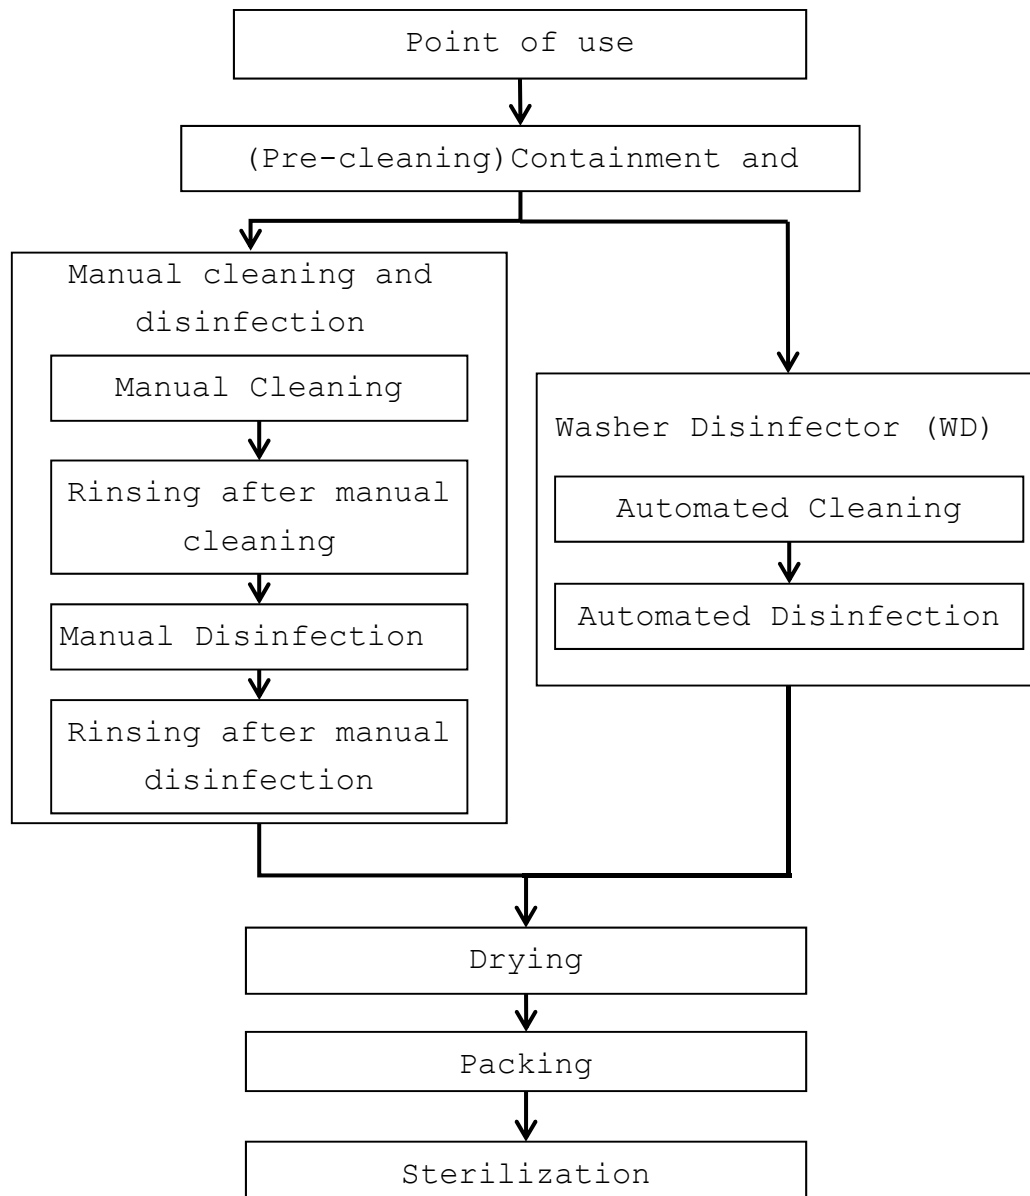 Point of use
(Pre-cleaning)Containment and
Manual cleaning and
disinfection
Manual Cleaning
Rinsing after manual
cleaning
Manual Disinfection
Rinsing after manual
disinfection
Washer Disinfector (WD)
Automated Cleaning
Automated Disinfection
Drying
Packing
Sterilization